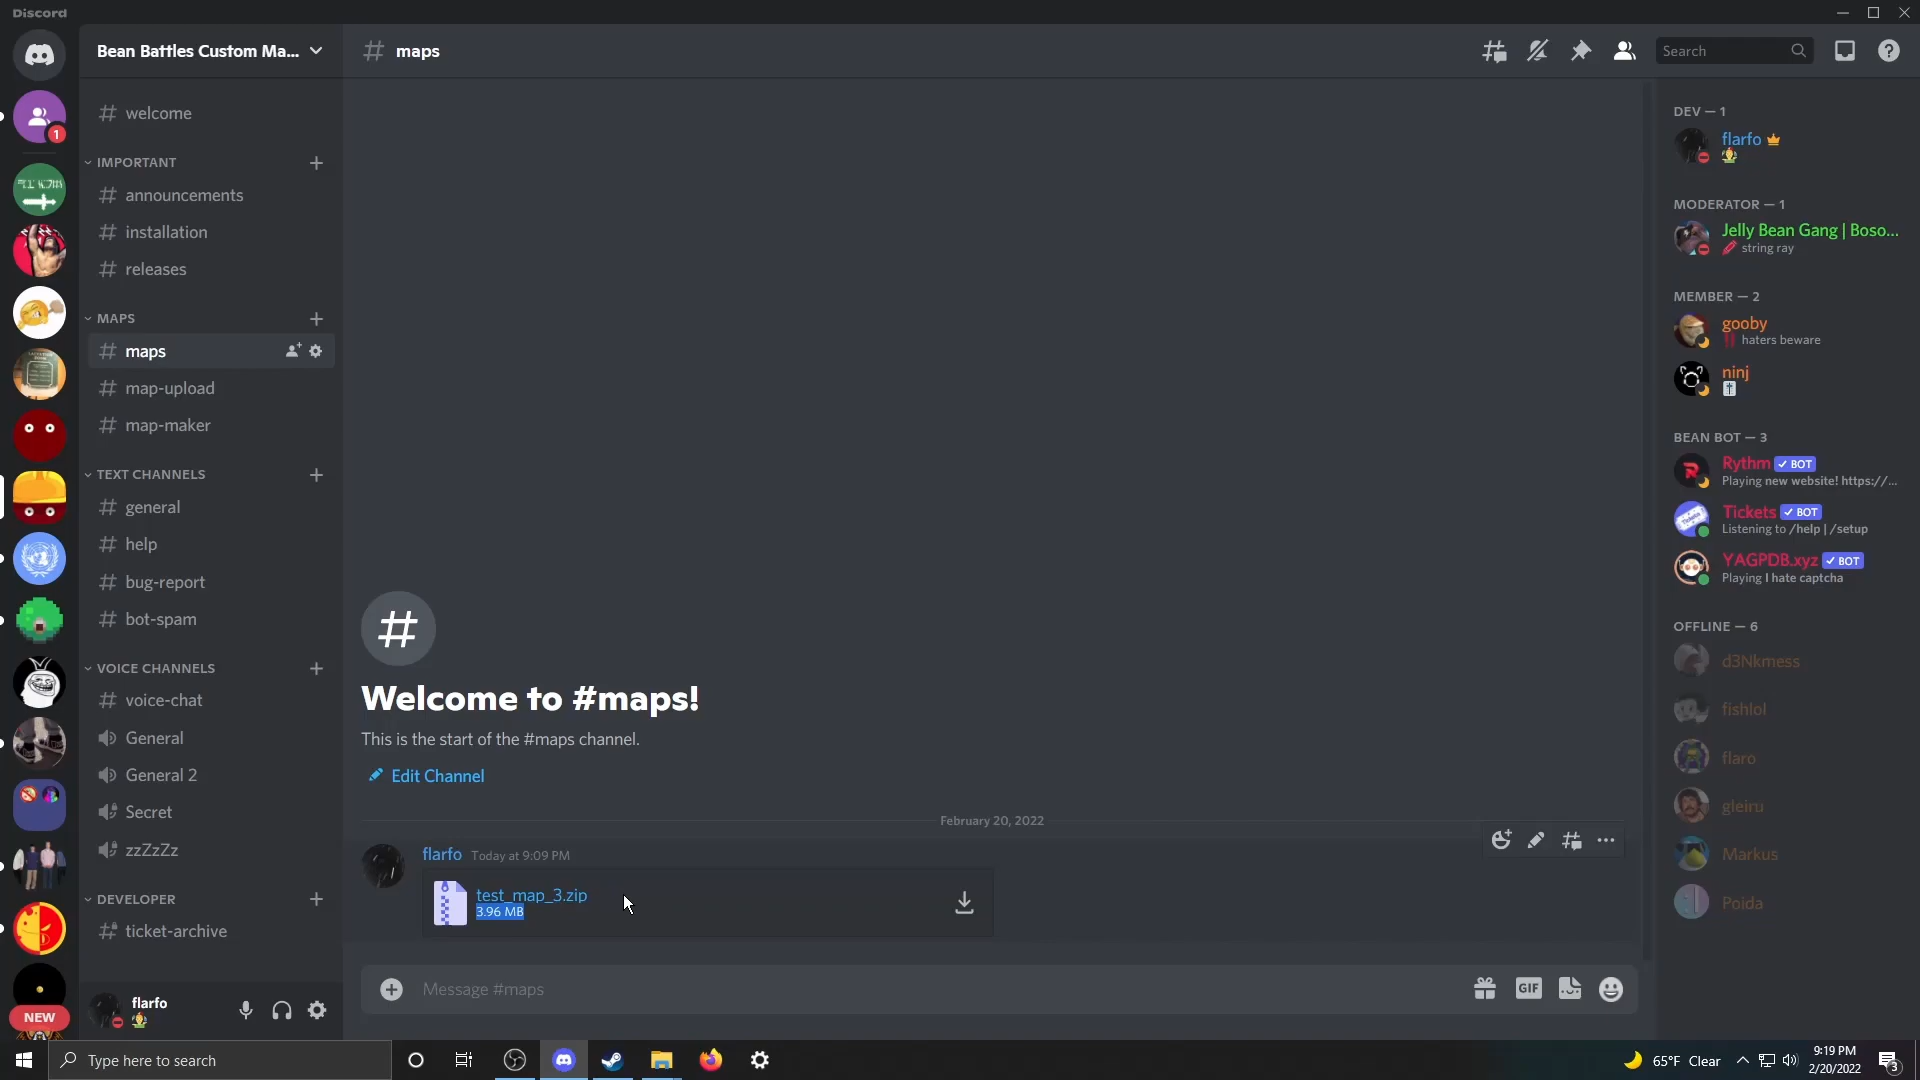 Discord
Bean Battles Custom Ma...
maps
Search
1
welcome
IMPORTANT
announcements
installation
releases
MAPS
maps
map-upload
map-maker
TEXT CHANNELS
general
help
bug-report
bot-spam
VOICE CHANNELS
voice-chat
General
General 2
Secret
zzZzZz
DEVELOPER
ticket-archive
NEW
flarfo
Welcome to #maps!
This is the start of the #maps channel.
Edit Channel
February 20, 2022
flarfo Today at 9:09 PM
test_map_3.zip
3.96 MB
Message #maps
GIF
DEV — 1
flarfo
MODERATOR — 1
Jelly Bean Gang | Boso...
string ray
MEMBER — 2
gooby
haters beware
ninj
BEAN BOT — 3
Rythm BOT
Playing new website! https://...
Tickets BOT
Listening to /help | /setup
YAGPDB.xyz BOT
Playing I hate captcha
OFFLINE — 6
d3Nkmess
fishlol
flaro
gleiru
Markus
Poida
Type here to search
65°F Clear
9:19 PM
2/20/2022
3